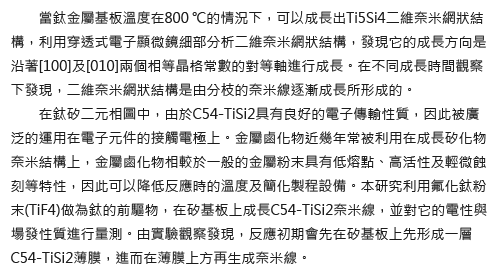 當鈦金屬基板溫度在800 ℃的情況下，可以成長出Ti5Si4二維奈米網狀結
構，利用穿透式電子顯微鏡細部分析二維奈米網狀結構，發現它的成長方向是
沿著[100]及[010]兩個相等晶格常數的對等軸進行成長。在不同成長時間觀察
下發現，二維奈米網狀結構是由分枝的奈米線逐漸成長所形成的。
在鈦矽二元相圖中，由於C54-TiSi2具有良好的電子傳輸性質，因此被廣
泛的運用在電子元件的接觸電極上。金屬鹵化物近幾年常被利用在成長矽化物
奈米結構上，金屬鹵化物相較於一般的金屬粉末具有低熔點、高活性及輕微蝕
刻等特性，因此可以降低反應時的溫度及簡化製程設備。本研究利用氟化鈦粉
末(TiF4)做為鈦的前驅物，在矽基板上成長C54-TiSi2奈米線，並對它的電性與
場發性質進行量測。由實驗觀察發現，反應初期會先在矽基板上先形成一層
C54-TiSi2薄膜，進而在薄膜上方再生成奈米線。